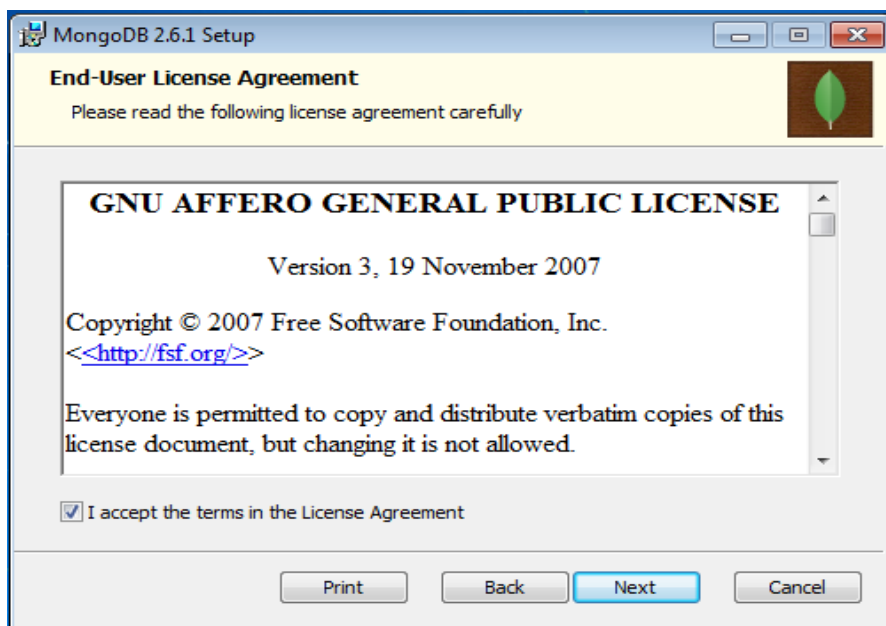 MongoDB 2.6.1 Setup
End-User License Agreement
Please read the following license agreement carefully
GNU AFFERO GENERAL PUBLIC LICENSE
Version 3, 19 November 2007
Copyright © 2007 Free Software Foundation, Inc.
<<http://fsf.org/>>
Everyone is permitted to copy and distribute verbatim copies of this
license document, but changing it is not allowed.
I accept the terms in the License Agreement
Print Back Next Cancel